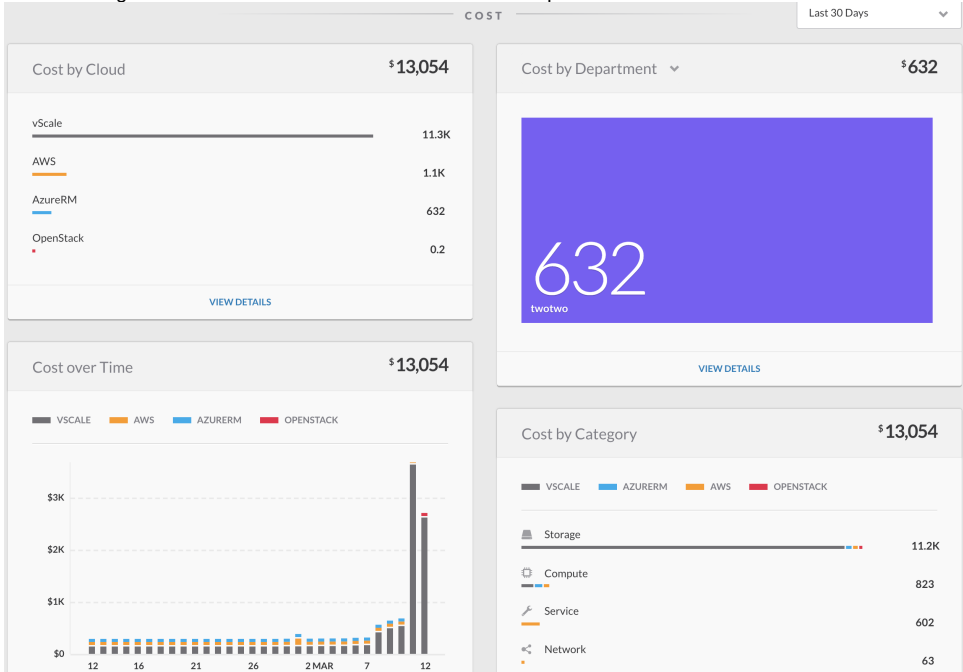 COST
Last 30 Days
Cost by Cloud
$13,054
vScale
11.3K
AWS
1.1K
AzureRM
632
OpenStack
0.2
VIEW DETAILS
Cost by Department
$632
632
twotwo
VIEW DETAILS
Cost over Time
$13,054
VSCALE AWS AZURERM OPENSTACK
$3K
$2K
$1K
$0
12 16 21 26 2 MAR 7 12
Cost by Category
$13,054
VSCALE AZURERM AWS OPENSTACK
Storage
11.2K
Compute
823
Service
602
Network
63